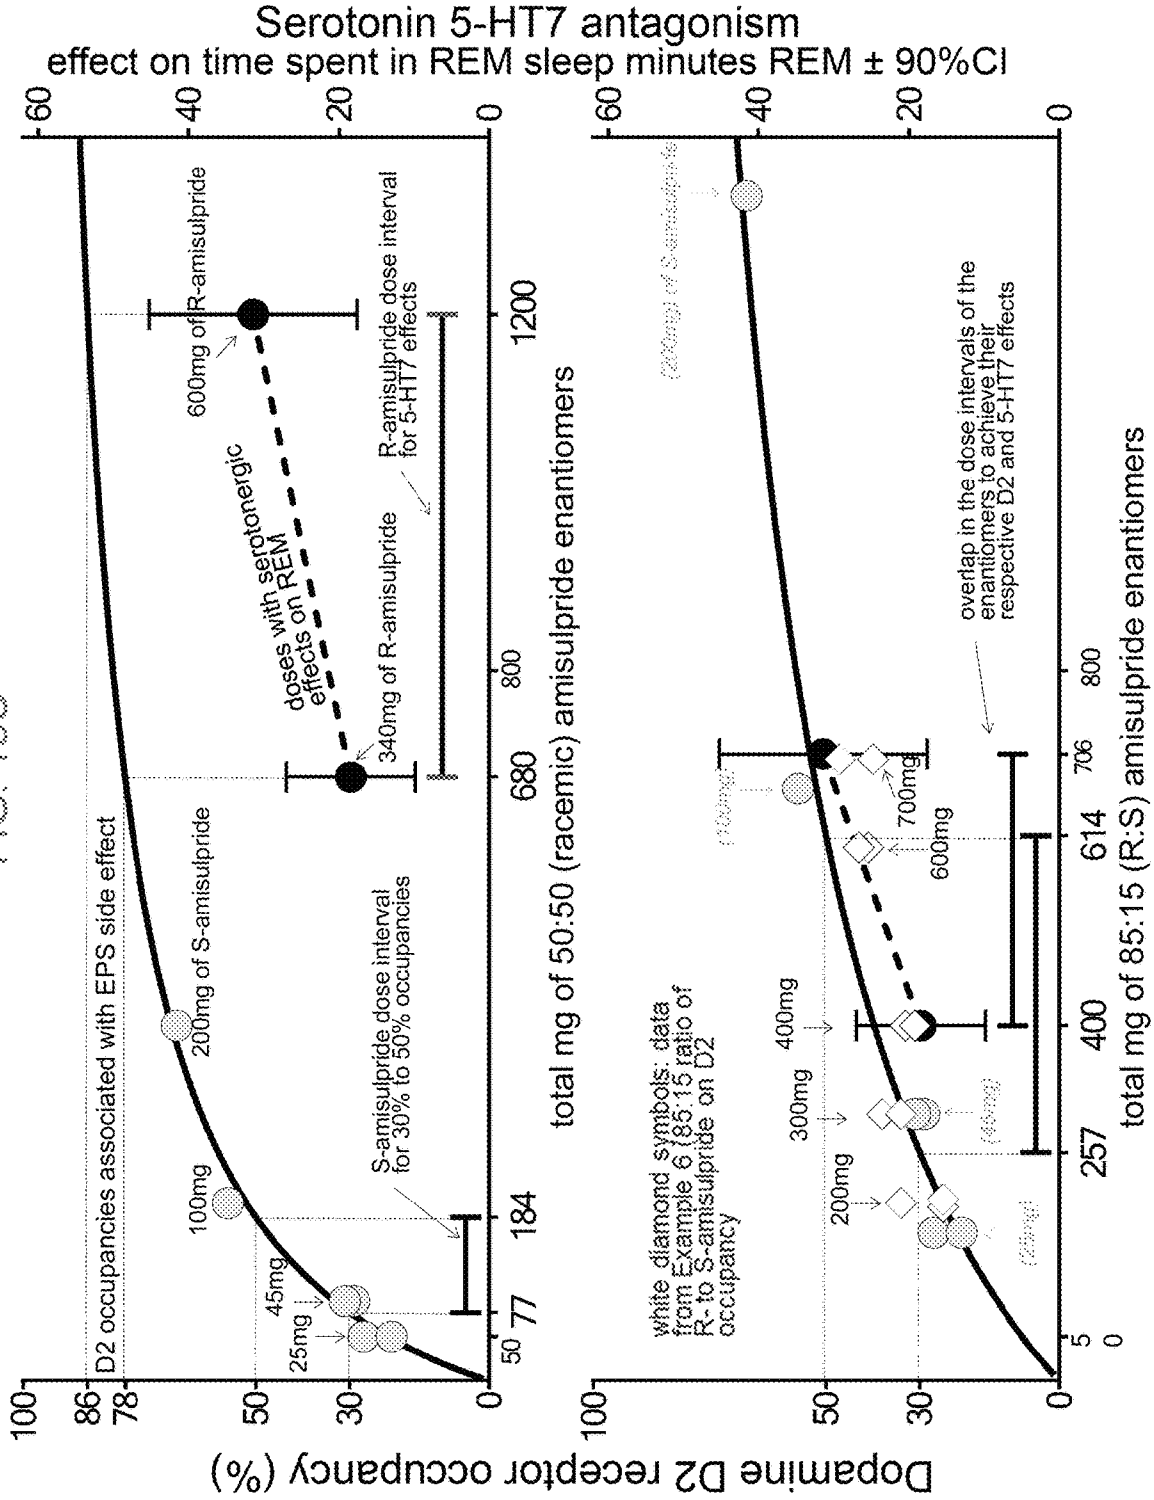 Serotonin 5-HT7 antagonism
effect on time spent in REM sleep minutes REM ± 90%CI
60
40
20
0
60
40
20
0
100
86
78
50
30
0
100
50
30
0
Dopamine D2 receptor occupancy (%)
D2 occupancies associated with EPS side effect
25mg
45mg
100mg
200mg of S-amisulpride
S-amisulpride dose interval
for 30% to 50% occupancies
doses with serotonergic
effects on REM
340mg of R-amisulpride
600mg of R-amisulpride
R-amisulpride dose interval
for 5-HT7 effects
50
77
184
680
800
1200
total mg of 50:50 (racemic) amisulpride enantiomers
white diamond symbols: data
from Example 6 (85:15 ratio of
R- to S-amisulpride on D2
occupancy
200mg
300mg
400mg
600mg
700mg
(25mg)
(45mg)
(100mg)
(200mg of S-amisulpride
overlap in the dose intervals of the
enantiomers to achieve their
respective D2 and 5-HT7 effects
5
0
257
400
614
706
800
total mg of 85:15 (R:S) amisulpride enantiomers